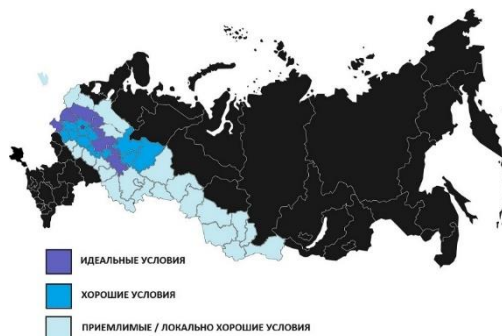 ИДЕАЛЬНЫЕ УСЛОВИЯ
ХОРОШИЕ УСЛОВИЯ
ПРИЕМЛИМЫЕ / ЛОКАЛЬНО ХОРОШИЕ УСЛОВИЯ